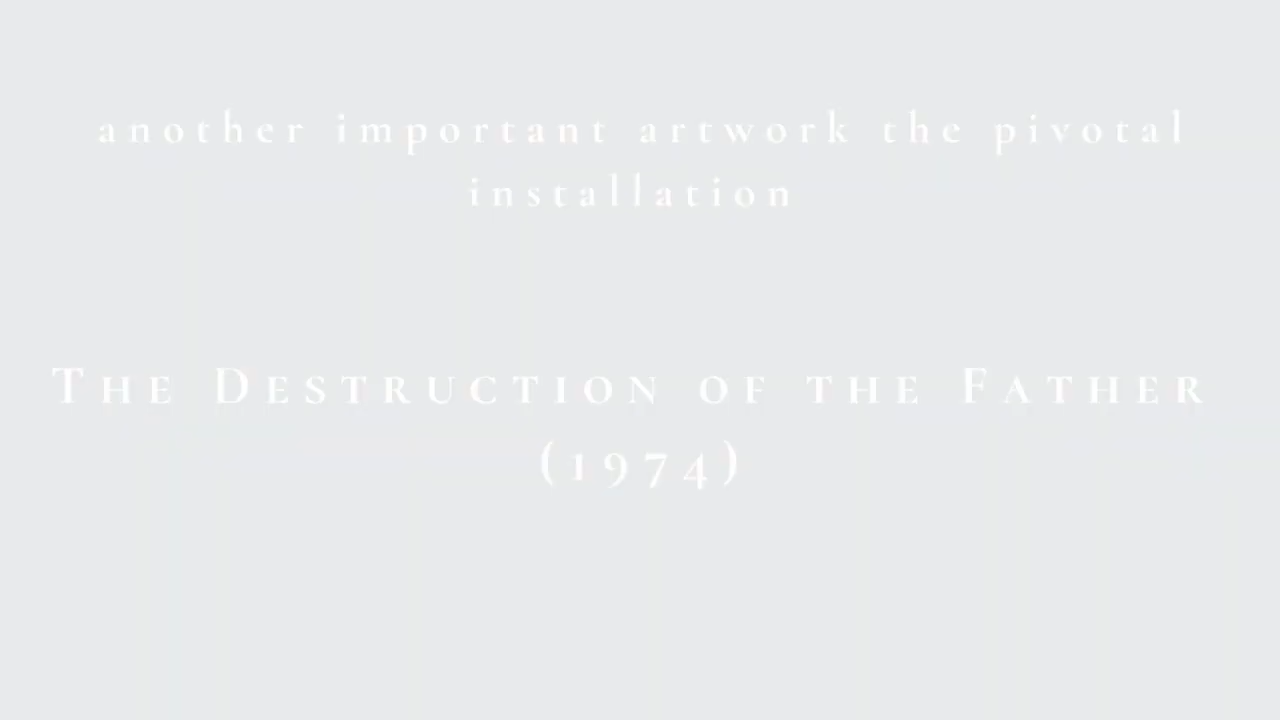 another important artwork the pivotal
installation
The Destruction of the Father
(1974)